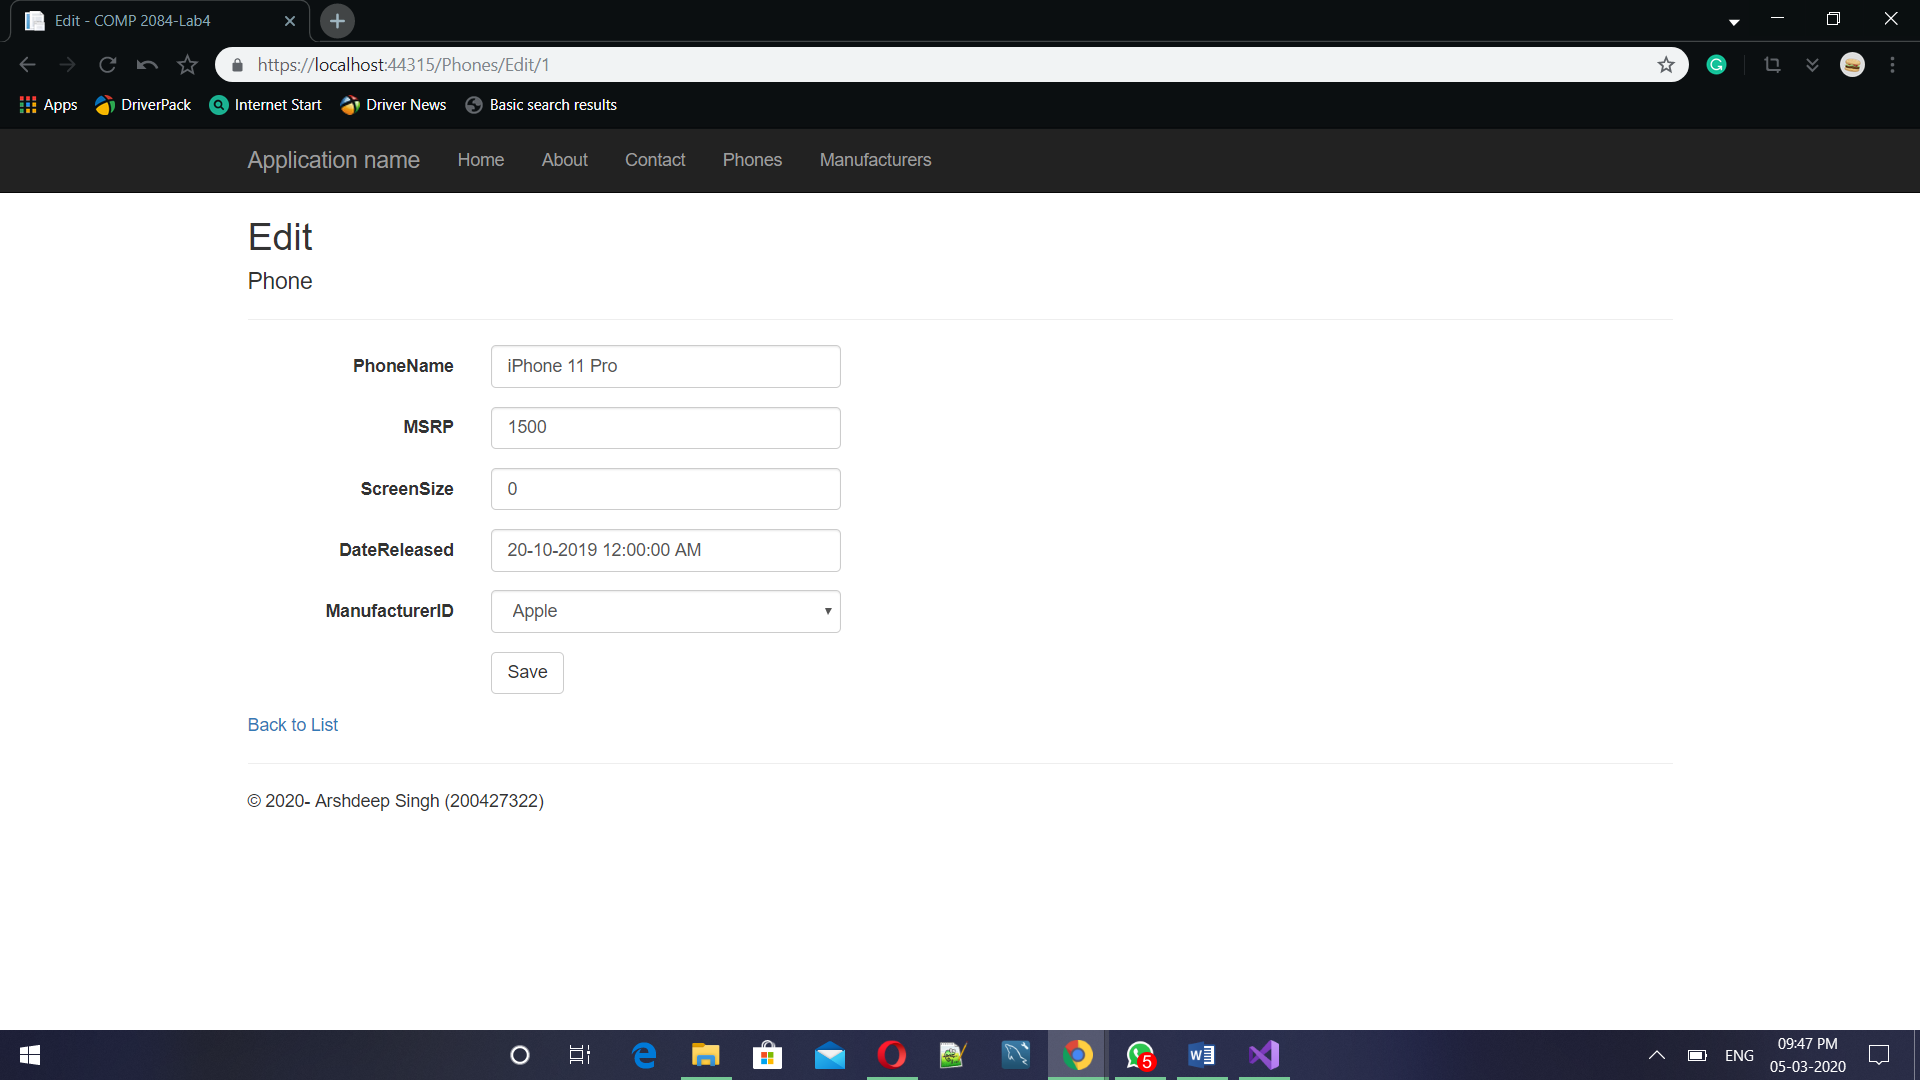 Edit - COMP 2084-Lab4
https://localhost:44315/Phones/Edit/1
Apps DriverPack Internet Start Driver News Basic search results
Application name Home About Contact Phones Manufacturers
Edit
Phone
PhoneName iPhone 11 Pro
MSRP 1500
ScreenSize 0
DateReleased 20-10-2019 12:00:00 AM
ManufacturerID Apple
Save
Back to List
© 2020- Arshdeep Singh (200427322)
5
ENG
09:47 PM
05-03-2020